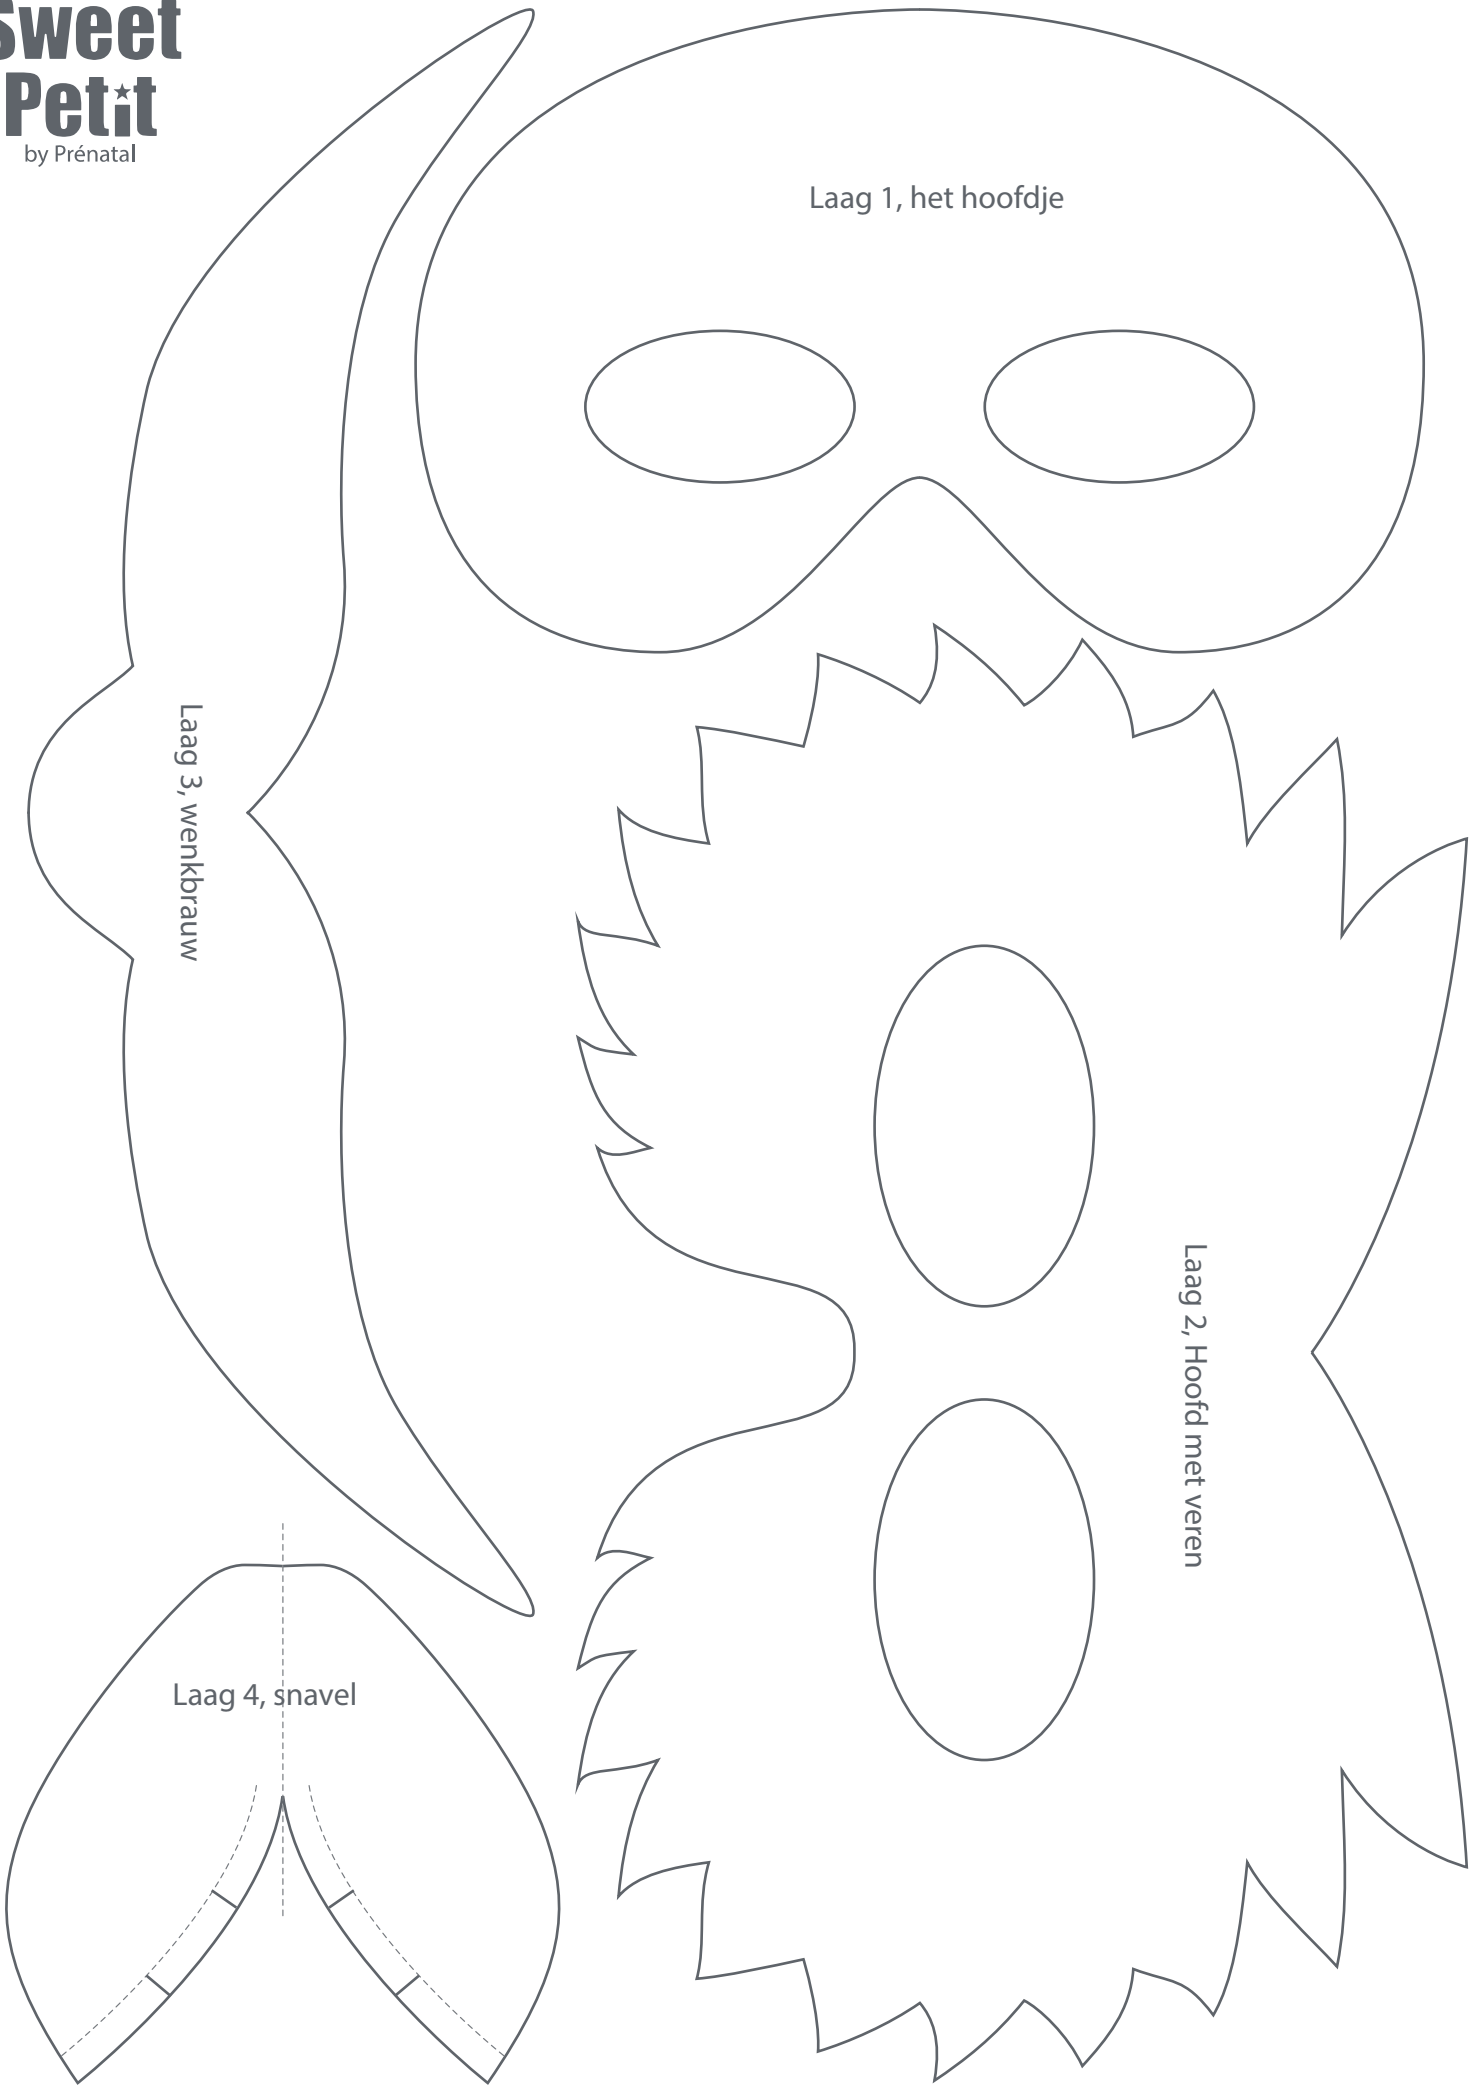 Sweet
Petit
by Prénatal
Laag 1, het hoofdje
Laag 3, wenkbrauw
Laag 2, Hoofd met veren
Laag 4, snavel